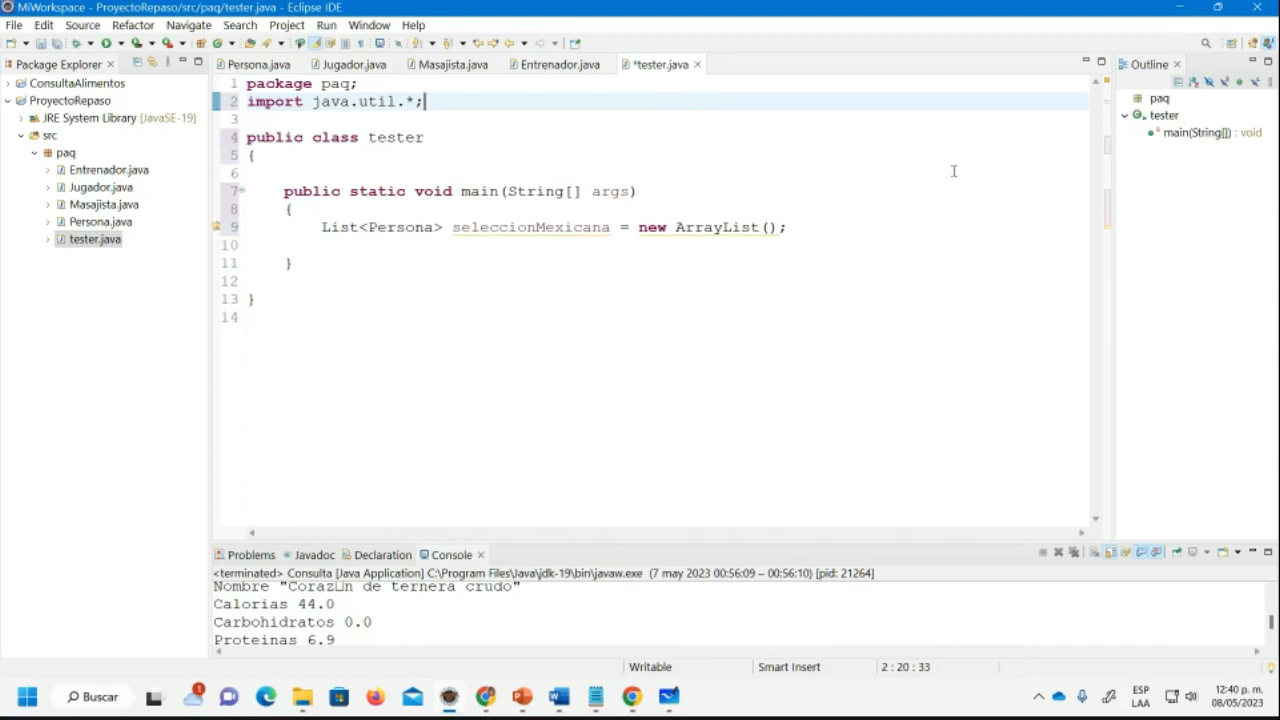 MiWorkspace - ProyectoRepaso/src/paq/tester.java - Eclipse IDE
File Edit Source Refactor Navigate Search Project Run Window Help
Package Explorer
Persona.java Jugador.java Masajista.java Entrenador.java *tester.java
Outline
ConsultaAlimentos
ProyectoRepaso
JRE System Library [JavaSE-19]
src
paq
Entrenador.java
Jugador.java
Masajista.java
Persona.java
tester.java
1 package paq;
2 import java.util.*;
3
4 public class tester
5 {
6
7 public static void main(String[] args)
8 {
9 List<Persona> seleccionMexicana = new ArrayList();
10
11 }
12
13 }
14
paq
tester
main(String[]) : void
Problems Javadoc Declaration Console
<terminated> Consulta [Java Application] C:\Program Files\Java\jdk-19\bin\javaw.exe (7 may 2023 00:56:09 – 00:56:10) [pid: 21264]
Nombre "Coraz□n de ternera crudo"
Calorias 44.0
Carbohidratos 0.0
Proteinas 6.9
Writable Smart Insert 2 : 20 : 33
Buscar
1
ESP
LAA
12:40 p. m.
08/05/2023